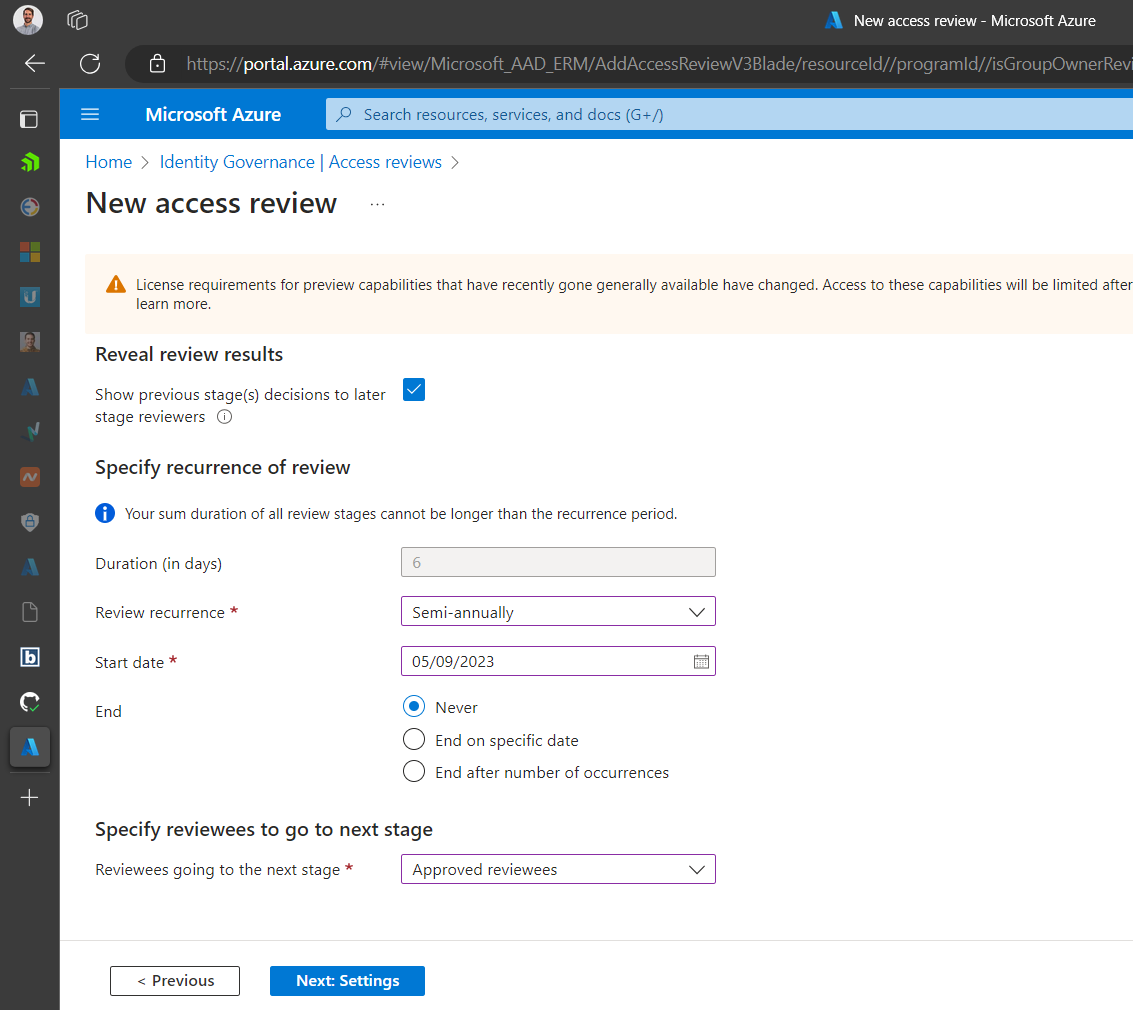 New access review - Microsoft Azure
https://portal.azure.com/#view/Microsoft_AAD_ERM/AddAccessReviewV3Blade/resourceId//programId//isGroupOwnerRevi
Microsoft Azure
Search resources, services, and docs (G+/)
Home > Identity Governance | Access reviews >
New access review ...
License requirements for preview capabilities that have recently gone generally available have changed. Access to these capabilities will be limited after
learn more.
Reveal review results
Show previous stage(s) decisions to later
stage reviewers
Specify recurrence of review
Your sum duration of all review stages cannot be longer than the recurrence period.
Duration (in days) 6
Review recurrence * Semi-annually
Start date * 05/09/2023
End
Never
End on specific date
End after number of occurrences
Specify reviewees to go to next stage
Reviewees going to the next stage * Approved reviewees
< Previous
Next: Settings